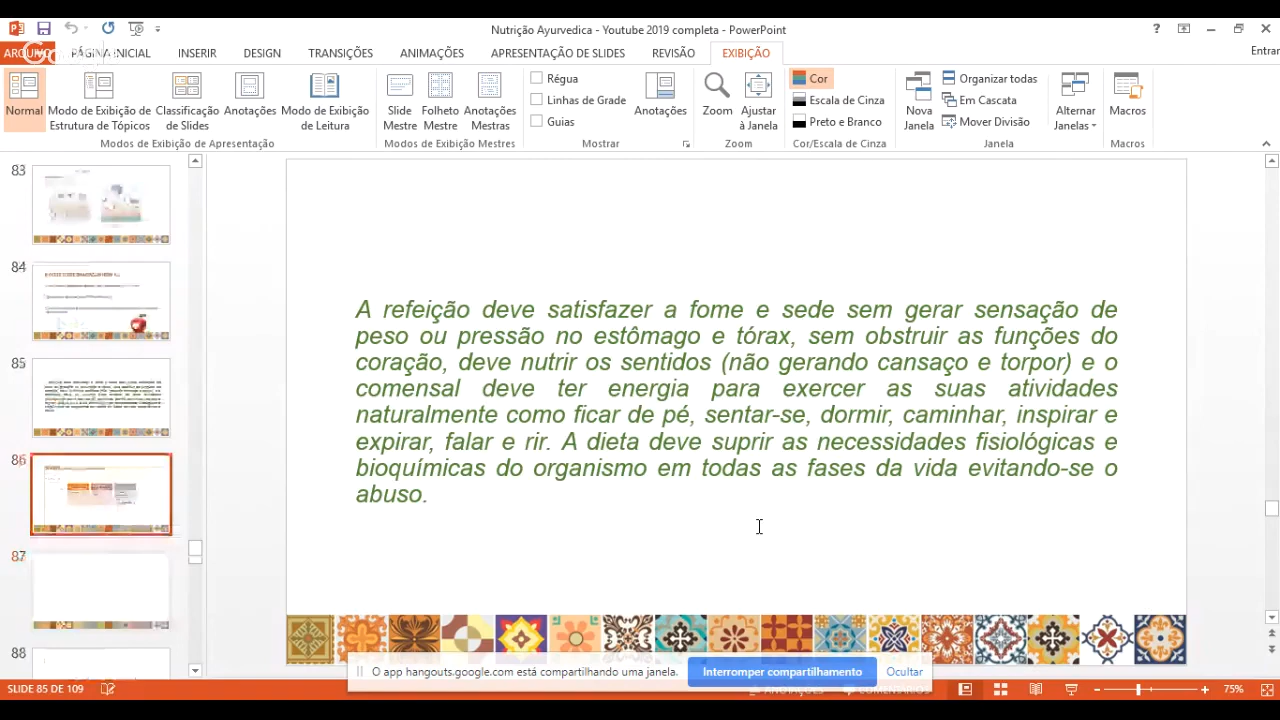 Nutrição Ayurvedica - Youtube 2019 completa - PowerPoint
ARQUIVO PÁGINA INICIAL INSERIR DESIGN TRANSIÇÕES ANIMAÇÕES APRESENTAÇÃO DE SLIDES REVISÃO EXIBIÇÃO Entrar
Normal
Modo de Exibição de Estrutura de Tópicos
Classificação de Slides
Anotações
Modo de Exibição de Leitura
Modos de Exibição de Apresentação
Slide Mestre
Folheto Mestre
Anotações Mestras
Modos de Exibição Mestres
Régua
Linhas de Grade
Guias
Anotações
Mostrar
Zoom
Ajustar à Janela
Zoom
Cor
Escala de Cinza
Preto e Branco
Cor/Escala de Cinza
Nova Janela
Organizar todas
Em Cascata
Mover Divisão
Alternar Janelas
Janela
Macros
Macros
83
84
85
86
87
88
A refeição deve satisfazer a fome e sede sem gerar sensação de
peso ou pressão no estômago e tórax, sem obstruir as funções do
coração, deve nutrir os sentidos (não gerando cansaço e torpor) e o
comensal deve ter energia para exercer as suas atividades
naturalmente como ficar de pé, sentar-se, dormir, caminhar, inspirar e
expirar, falar e rir. A dieta deve suprir as necessidades fisiológicas e
bioquímicas do organismo em todas as fases da vida evitando-se o
abuso.
O app hangouts.google.com está compartilhando uma janela. Interromper compartilhamento Ocultar
SLIDE 85 DE 109 ANOTAÇÕES COMENTÁRIOS 75%